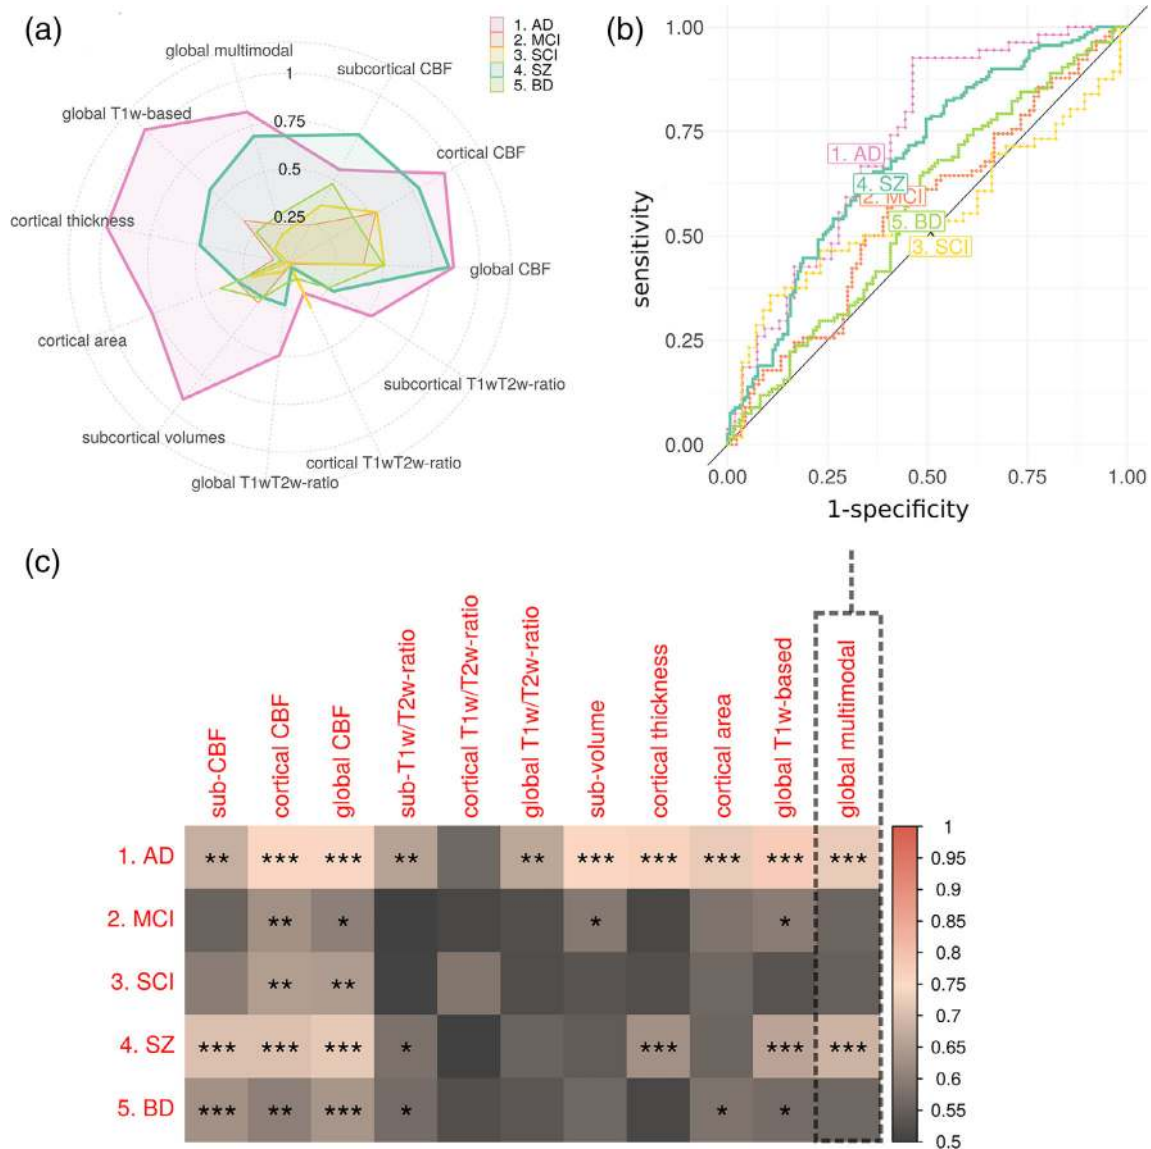 (a)
global multimodal
subcortical CBF
global T1w-based
cortical CBF
cortical thickness
global CBF
cortical area
subcortical T1wT2w-ratio
subcortical volumes
cortical T1wT2w-ratio
global T1wT2w-ratio
1
0.75
0.5
0.25
1. AD
2. MCI
3. SCI
4. SZ
5. BD
(b)
1.00
0.75
0.50
0.25
0.00
sensitivity
1. AD
4. SZ
2. MCI
5. BD
3. SCI
0.00 0.25 0.50 0.75 1.00
1-specificity
(c)
sub-CBF
cortical CBF
global CBF
sub-T1w/T2w-ratio
cortical T1w/T2w-ratio
global T1w/T2w-ratio
sub-volume
cortical thickness
cortical area
global T1w-based
global multimodal
1. AD ** *** *** ** ** *** *** *** *** ***
2. MCI ** * * *
3. SCI ** **
4. SZ *** *** *** * *** *** ***
5. BD *** ** *** * * *
1
0.95
0.9
0.85
0.8
0.75
0.7
0.65
0.6
0.55
0.5